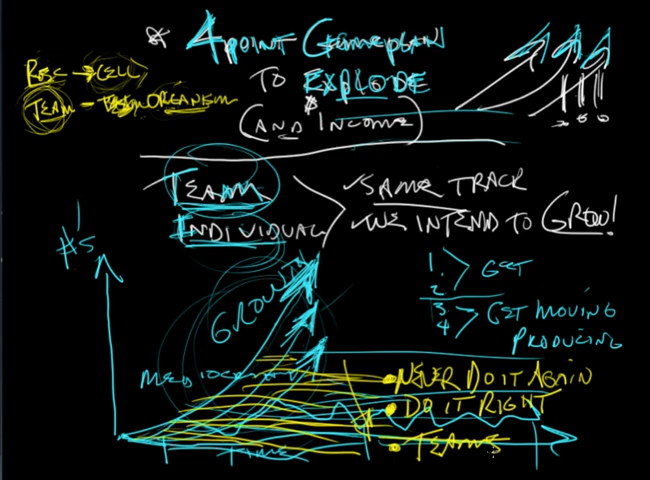 * 4 POINT GAMEPLAN
TO EXPLODE
(AND INCOME)
REC → CELL
TEAM - ORGANISM
TEAM
INDIVIDUAL
✓ SAME TRACK
✓ WE INTEND TO GROW!
#'S
GROWTH
MEDIOCRITY
1.
2 > GET
3
4 > GET MOVING
PRODUCING
• NEVER DO IT AGAIN
• DO IT RIGHT
• TEAMS
TIME